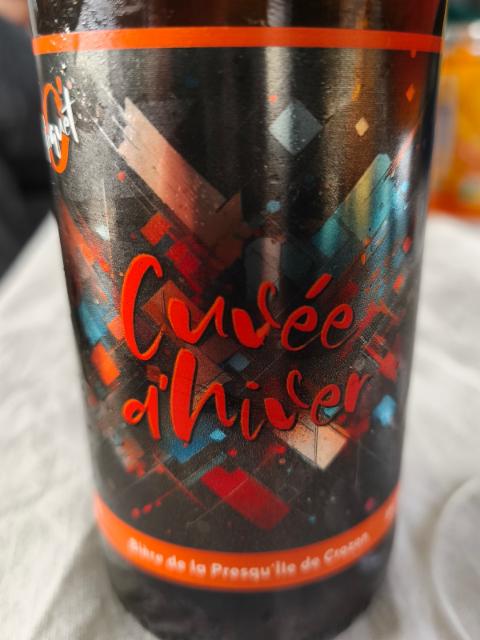 Cuvée
d'hiver
Bière de la Presqu'Île de Crozon